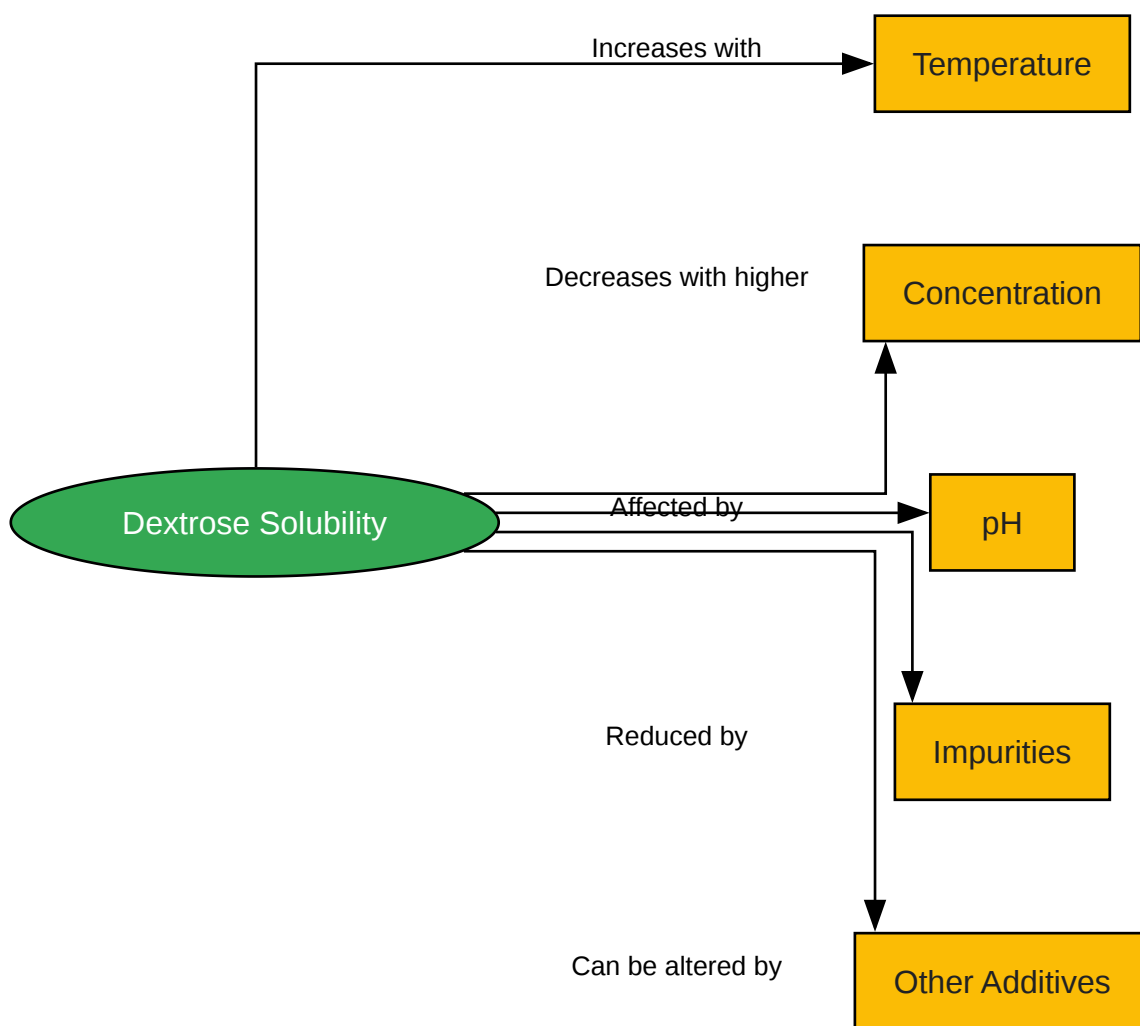 Increases with
Temperature
Decreases with higher
Concentration
Dextrose Solubility
Affected by
pH
Reduced by
Impurities
Can be altered by
Other Additives